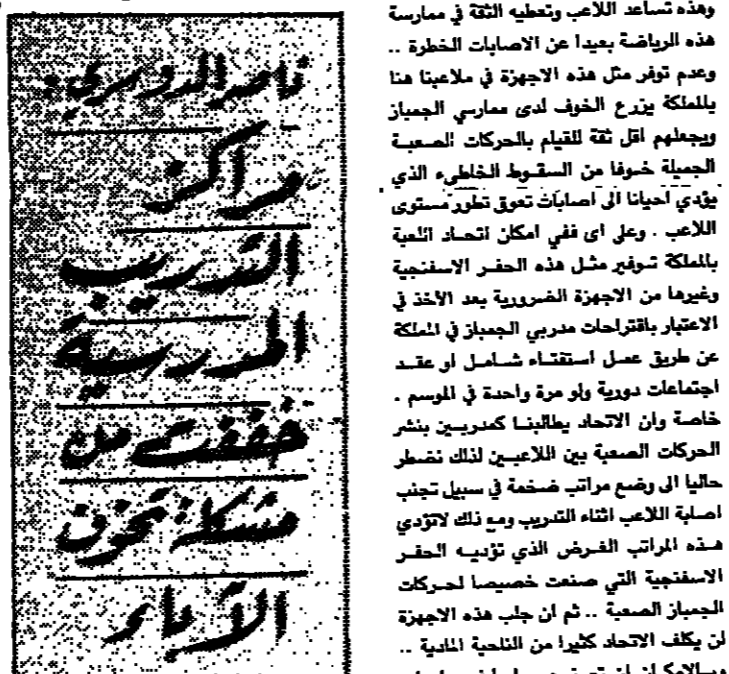 وهذه تساعد اللاعب وتعطيه الثقة في ممارسة
هذه الرياضة بعيدا عن الاصابات الخطرة ..
وعدم توفر مثل هذه الاجهزة في ملاعبنا هنا
بالمملكة يزرع الخوف لدى ممارسي الجمباز
ويجعلهم اقل ثقة للقيام بالحركات الصعبة
الجميلة خوفا من السقوط الخاطىء الذي
يؤدي احيانا الى اصابات تعوق تطور مستوى
اللاعب . وعلى اى ففي امكان اتحاد اللعبة
بالمملكة توفير مثل هذه الحفر الاسفنجية
وغيرها من الاجهزة الضرورية بعد الأخذ في
الاعتبار باقتراحات مدربي الجمباز في المملكة
عن طريق عمل استفتاء شامل او عقد
اجتماعات دورية ولو مرة واحدة في الموسم .
خاصة وان الاتحاد يطالبنا كمدربين بنشر
الحركات الصعبة بين اللاعبين لذلك نضطر
حاليا الى وضع مراتب ضخمة في سبيل تجنب
اصابة اللاعب اثناء التدريب ومع ذلك لاتؤدي
هذه المراتب الغرض الذي تؤديه الحفر
الاسفنجية التي صنعت خصيصا لحركات
الجمباز الصعبة .. ثم ان جلب هذه الاجهزة
لن يكلف الاتحاد كثيرا من الناحية المادية ..
ناصر الدوسري:
مراكز
التدريب
المدرسية
خففت من
مشكلة تخوف
الأباء